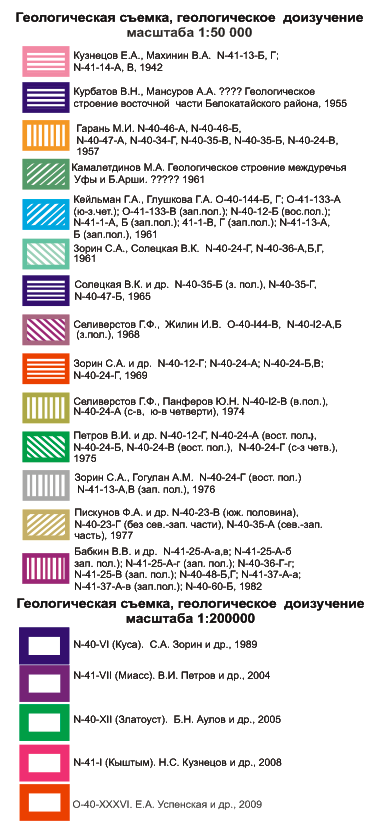 Геологическая съемка, геологическое доизучение
масштаба 1:50 000
Кузнецов Е.А., Махинин В.А. N-41-13-Б, Г;
N-41-14-А, В, 1942
Курбатов В.Н., Мансуров А.А. ???? Геологическое
строение восточной части Белокатайского района, 1955
Гарань М.И. N-40-46-А, N-40-46-Б,
N-40-47-А, N-40-34-Г, N-40-35-В, N-40-35-Б, N-40-24-В,
1957
Камалетдинов М.А. Геологическое строение междуречья
Уфы и Б.Арши. ????? 1961
Кейльман Г.А., Глушкова Г.А. О-40-144-Б, Г; О-41-133-А
(ю-з.чет.); О-41-133-В (зап.пол.); N-40-12-Б (вос.пол.);
N-41-1-А, Б (зап.пол.); 41-1-В, Г (зап.пол.); N-41-13-А,
Б (зап.пол.), 1961
Зорин С.А., Солецкая В.К. N-40-24-Г, N-40-36-А,Б,Г,
1961
Солецкая В.К. и др. N-40-35-Б (з. пол.), N-40-35-Г,
N-40-47-Б, 1965
Селиверстов Г.Ф., Жилин И.В. О-40-I44-В, N-40-I2-А,Б
(з.пол.), 1968
Зорин С.А. и др. N-40-12-Г; N-40-24-А; N-40-24-Б,В;
N-40-24-Г, 1969
Селиверстов Г.Ф., Панферов Ю.Н. N-40-I2-В (в.пол.),
N-40-24-А (с-в, ю-в четверти), 1974
Петров В.И. и др. N-40-12-Г, N-40-24-А (вост. пол.),
N-40-24-Б, N-40-24-В (вост. пол.), N-40-24-Г (с-з четв.),
1975
Зорин С.А., Гогулан А.М. N-40-24-Г (вост. пол.)
N-41-13-А,В (зап. пол.), 1976
Пискунов Ф.А. и др. N-40-23-В (юж. половина),
N-40-23-Г (без сев.-зап. части), N-40-35-А (сев.-зап.
часть), 1977
Бабкин В.В. и др. N-41-25-А-а,в; N-41-25-А-б
зап. пол.); N-41-25-А-г (зап. пол.); N-40-36-Г-г;
N-41-25-В (зап. пол.); N-40-48-Б,Г; N-41-37-А-а;
N-41-37-А-в (зап.пол.); N-40-60-Б, 1982
Геологическая съемка, геологическое доизучение
масштаба 1:200000
N-40-VI (Куса). С.А. Зорин и др., 1989
N-41-VII (Миасс). В.И. Петров и др., 2004
N-40-XII (Златоуст). Б.Н. Аулов и др., 2005
N-41-I (Кыштым). Н.С. Кузнецов и др., 2008
О-40-XXXVI. Е.А. Успенская и др., 2009